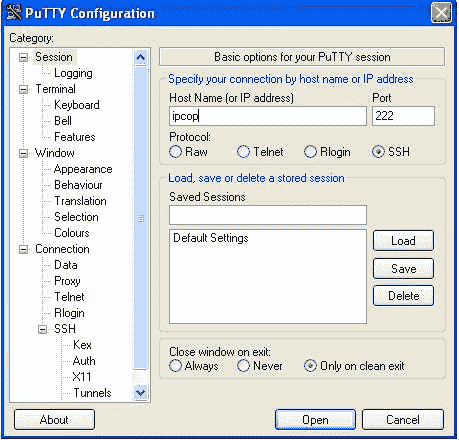 PuTTY Configuration
Category:
Session
Logging
Terminal
Keyboard
Bell
Features
Window
Appearance
Behaviour
Translation
Selection
Colours
Connection
Data
Proxy
Telnet
Rlogin
SSH
Kex
Auth
X11
Tunnels
Basic options for your PuTTY session
Specify your connection by host name or IP address
Host Name (or IP address) Port
ipcop 222
Protocol:
Raw Telnet Rlogin SSH
Load, save or delete a stored session
Saved Sessions
Default Settings
Load
Save
Delete
Close window on exit:
Always Never Only on clean exit
About Open Cancel